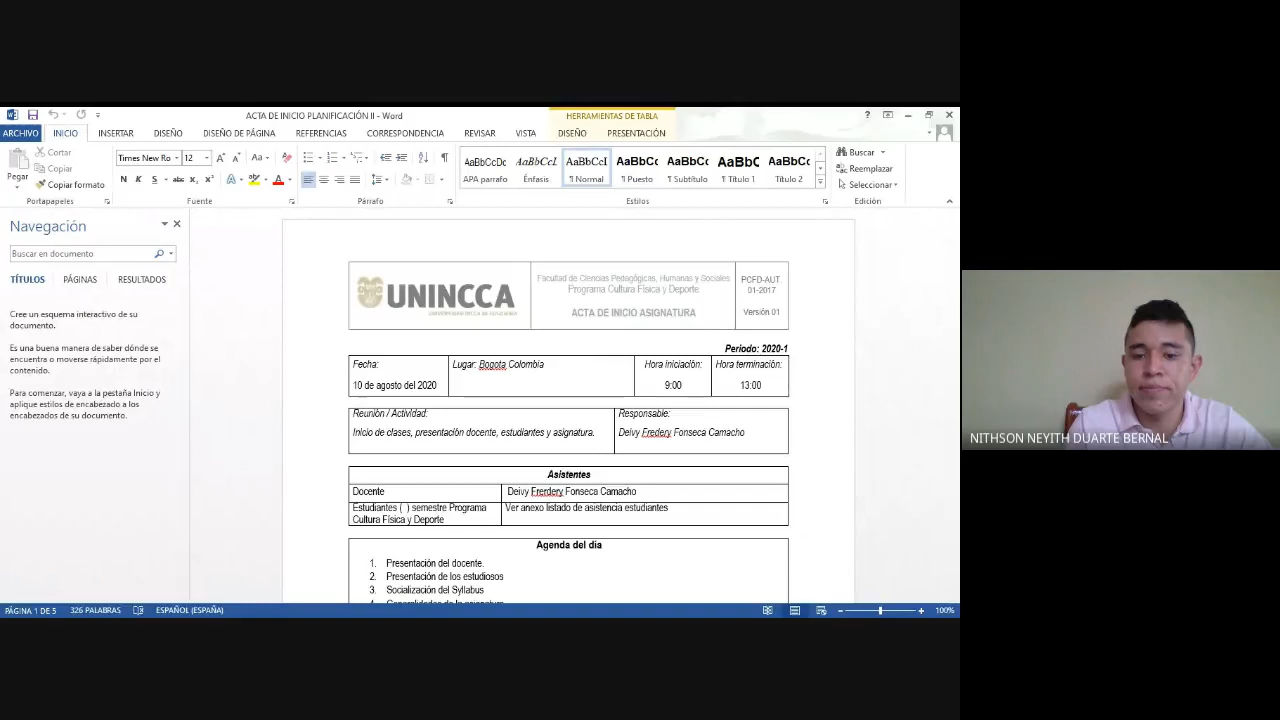 ACTA DE INICIO PLANIFICACIÓN II - Word
HERRAMIENTAS DE TABLA
ARCHIVO INICIO INSERTAR DISEÑO DISEÑO DE PÁGINA REFERENCIAS CORRESPONDENCIA REVISAR VISTA DISEÑO PRESENTACIÓN
Pegar
Cortar
Copiar
Copiar formato
Portapapeles
Times New Ro 12
Fuente
Párrafo
AaBbCcDc AaBbCcL AaBbCcI AaBbCc AaBbCc AaBbC AaBbCc
APA parrafo Énfasis ¶ Normal ¶ Puesto ¶ Subtítulo ¶ Título 1 Título 2
Estilos
Buscar
Reemplazar
Seleccionar
Edición
Navegación
Buscar en documento
TÍTULOS PÁGINAS RESULTADOS
Cree un esquema interactivo de su
documento.
Es una buena manera de saber dónde se
encuentra o moverse rápidamente por el
contenido.
Para comenzar, vaya a la pestaña Inicio y
aplique estilos de encabezado a los
encabezados de su documento.
UNINCCA
Facultad de Ciencias Pedagógicas, Humanas y Sociales
Programa Cultura Física y Deporte
ACTA DE INICIO ASIGNATURA
PCFD-AUT.
01-2017
Versión 01
Periodo: 2020-1
Fecha: Lugar: Bogota Colombia Hora iniciación: Hora terminación:
10 de agosto del 2020 9:00 13:00
Reunión / Actividad: Responsable:
Inicio de clases, presentación docente, estudiantes y asignatura. Deivy Fredery Fonseca Camacho
Asistentes
Docente Deivy Frerdery Fonseca Camacho
Estudiantes ( ) semestre Programa Ver anexo listado de asistencia estudiantes
Cultura Física y Deporte
Agenda del dia
1. Presentación del docente.
2. Presentación de los estudiosos
3. Socialización del Syllabus
PÁGINA 1 DE 5 326 PALABRAS ESPAÑOL (ESPAÑA) 100%
NITHSON NEYITH DUARTE BERNAL